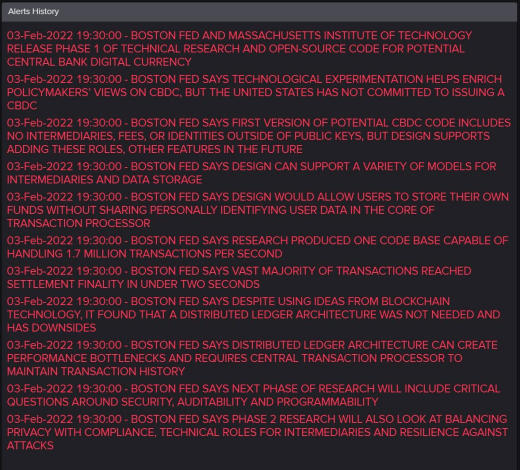 Alerts History
03-Feb-2022 19:30:00 - BOSTON FED AND MASSACHUSETTS INSTITUTE OF TECHNOLOGY
RELEASE PHASE 1 OF TECHNICAL RESEARCH AND OPEN-SOURCE CODE FOR POTENTIAL
CENTRAL BANK DIGITAL CURRENCY
03-Feb-2022 19:30:00 - BOSTON FED SAYS TECHNOLOGICAL EXPERIMENTATION HELPS ENRICH
POLICYMAKERS' VIEWS ON CBDC, BUT THE UNITED STATES HAS NOT COMMITTED TO ISSUING A
CBDC
03-Feb-2022 19:30:00 - BOSTON FED SAYS FIRST VERSION OF POTENTIAL CBDC CODE INCLUDES
NO INTERMEDIARIES, FEES, OR IDENTITIES OUTSIDE OF PUBLIC KEYS, BUT DESIGN SUPPORTS
ADDING THESE ROLES, OTHER FEATURES IN THE FUTURE
03-Feb-2022 19:30:00 - BOSTON FED SAYS DESIGN CAN SUPPORT A VARIETY OF MODELS FOR
INTERMEDIARIES AND DATA STORAGE
03-Feb-2022 19:30:00 - BOSTON FED SAYS DESIGN WOULD ALLOW USERS TO STORE THEIR OWN
FUNDS WITHOUT SHARING PERSONALLY IDENTIFYING USER DATA IN THE CORE OF
TRANSACTION PROCESSOR
03-Feb-2022 19:30:00 - BOSTON FED SAYS RESEARCH PRODUCED ONE CODE BASE CAPABLE OF
HANDLING 1.7 MILLION TRANSACTIONS PER SECOND
03-Feb-2022 19:30:00 - BOSTON FED SAYS VAST MAJORITY OF TRANSACTIONS REACHED
SETTLEMENT FINALITY IN UNDER TWO SECONDS
03-Feb-2022 19:30:00 - BOSTON FED SAYS DESPITE USING IDEAS FROM BLOCKCHAIN
TECHNOLOGY, IT FOUND THAT A DISTRIBUTED LEDGER ARCHITECTURE WAS NOT NEEDED AND
HAS DOWNSIDES
03-Feb-2022 19:30:00 - BOSTON FED SAYS DISTRIBUTED LEDGER ARCHITECTURE CAN CREATE
PERFORMANCE BOTTLENECKS AND REQUIRES CENTRAL TRANSACTION PROCESSOR TO
MAINTAIN TRANSACTION HISTORY
03-Feb-2022 19:30:00 - BOSTON FED SAYS NEXT PHASE OF RESEARCH WILL INCLUDE CRITICAL
QUESTIONS AROUND SECURITY, AUDITABILITY AND PROGRAMMABILITY
03-Feb-2022 19:30:00 - BOSTON FED SAYS PHASE 2 RESEARCH WILL ALSO LOOK AT BALANCING
PRIVACY WITH COMPLIANCE, TECHNICAL ROLES FOR INTERMEDIARIES AND RESILIENCE AGAINST
ATTACKS